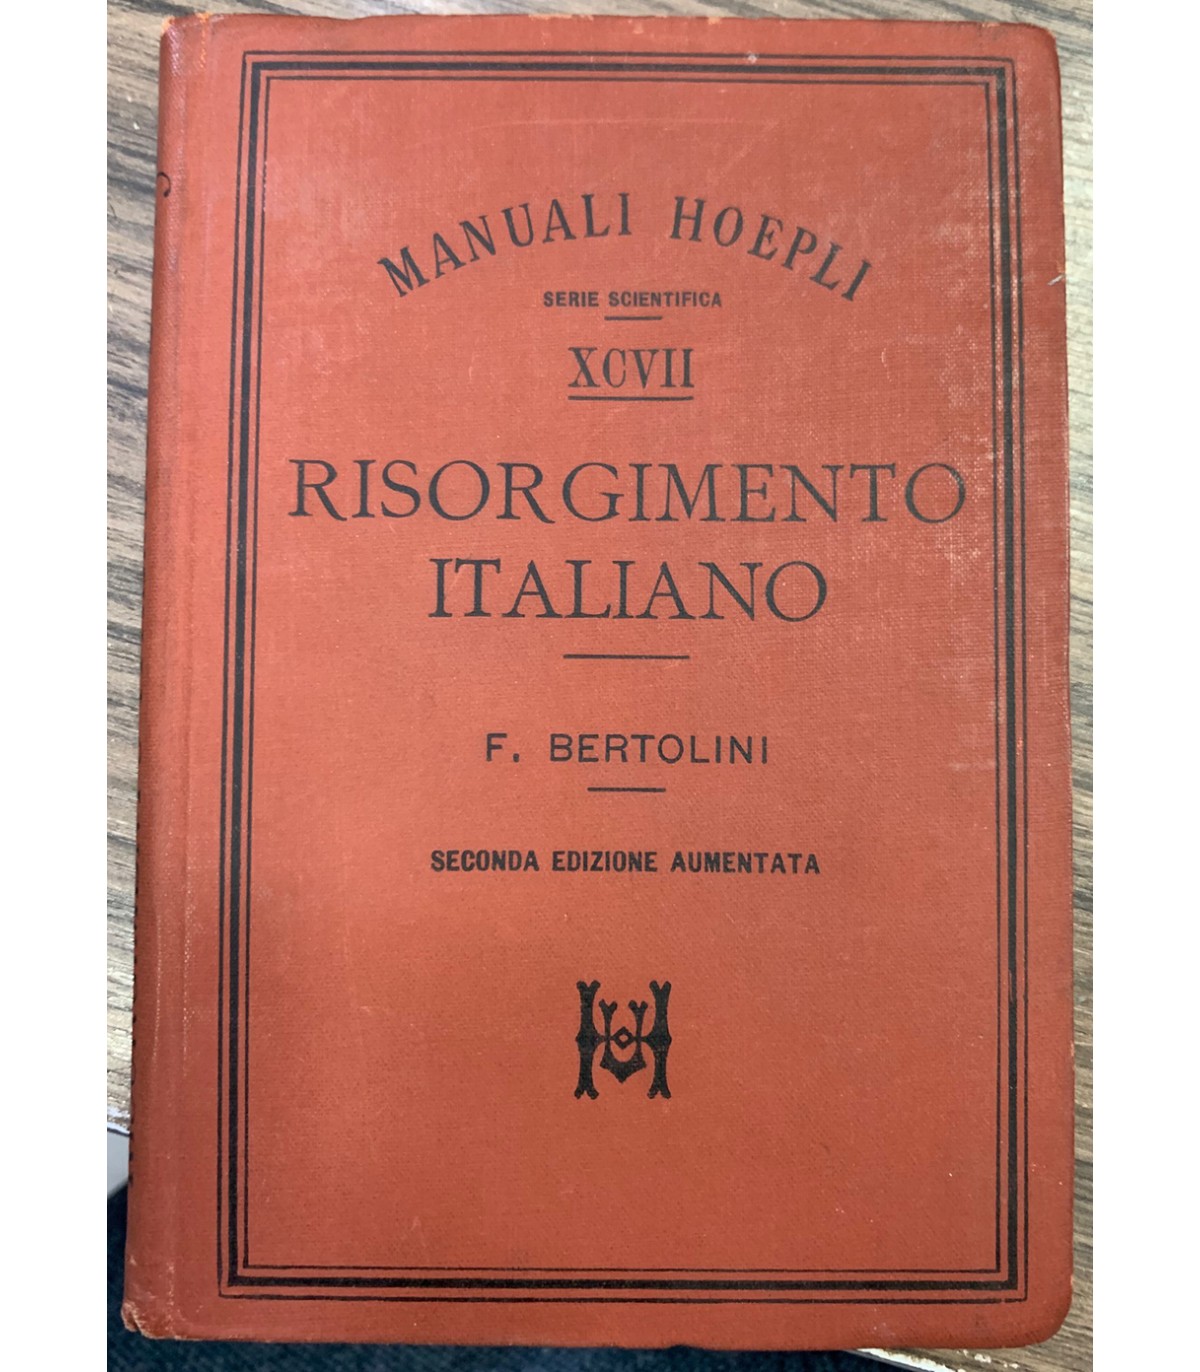 MANUALI HOEPLI
SERIE SCIENTIFICA
XCVII
RISORGIMENTO
ITALIANO
F. BERTOLINI
SECONDA EDIZIONE AUMENTATA